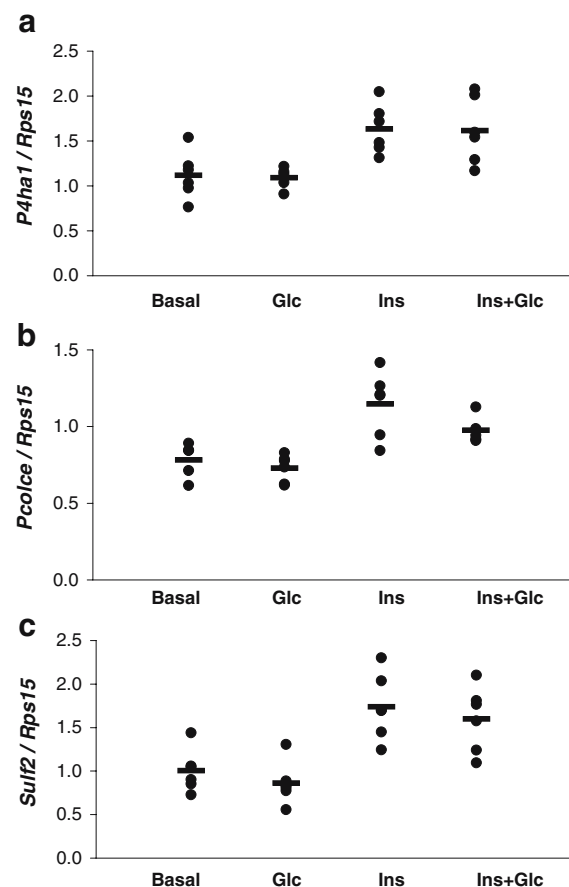 a
P4ha1 / Rps15
2.5
2.0
1.5
1.0
0.5
0.0
Basal Glc Ins Ins+Glc
b
Pcolce / Rps15
1.5
1.0
0.5
0.0
Basal Glc Ins Ins+Glc
c
Sulf2 / Rps15
2.5
2.0
1.5
1.0
0.5
0.0
Basal Glc Ins Ins+Glc